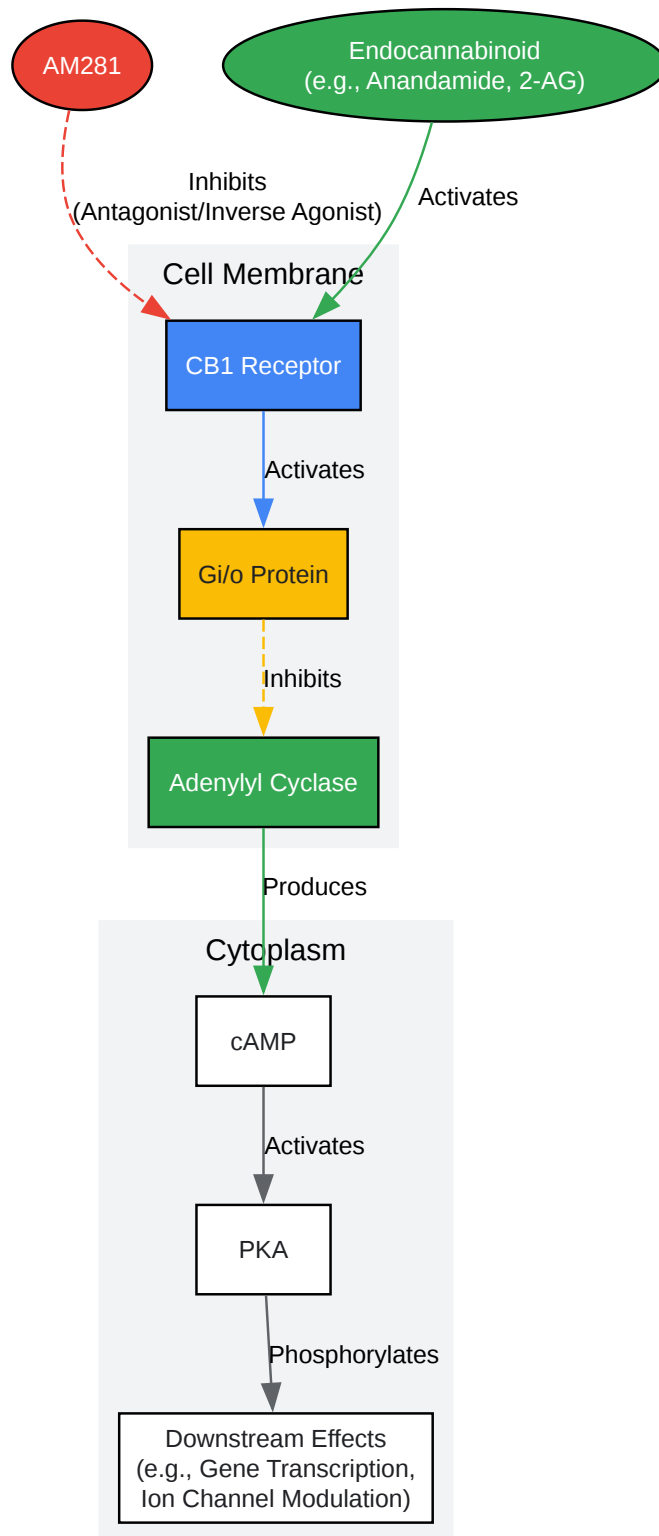 AM281
Endocannabinoid
(e.g., Anandamide, 2-AG)
Inhibits
(Antagonist/Inverse Agonist)
Activates
Cell Membrane
CB1 Receptor
Activates
Gi/o Protein
Inhibits
Adenylyl Cyclase
Produces
Cytoplasm
cAMP
Activates
PKA
Phosphorylates
Downstream Effects
(e.g., Gene Transcription,
Ion Channel Modulation)